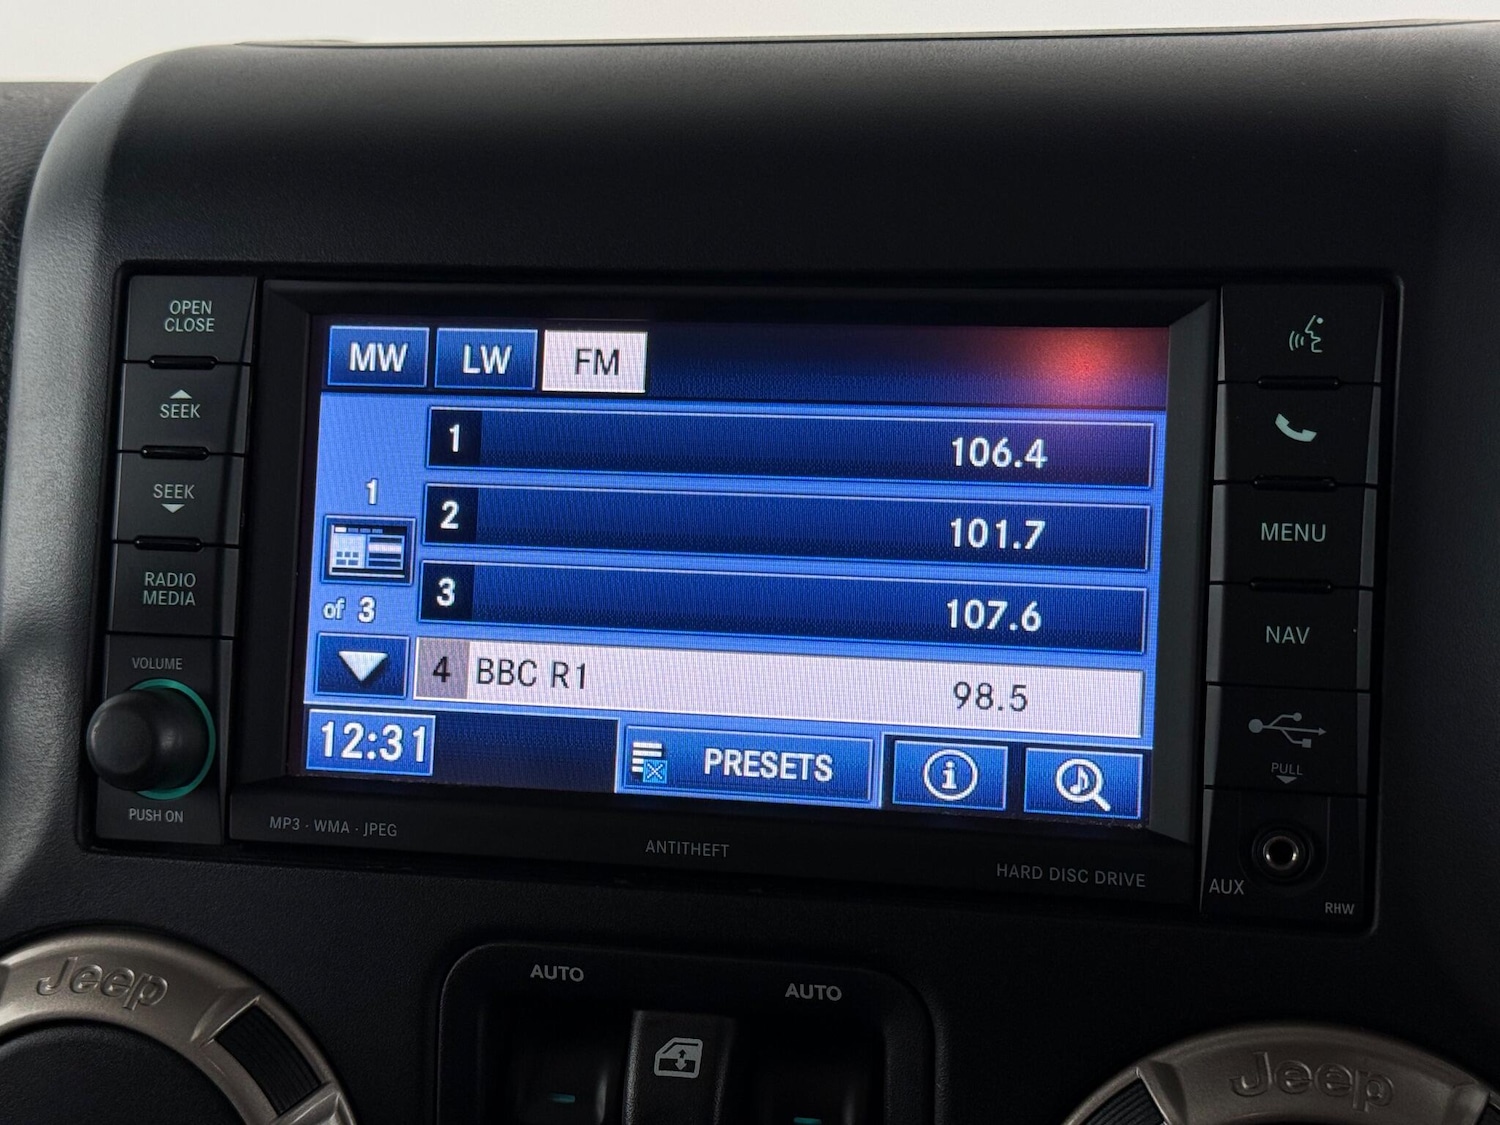 OPEN
CLOSE
SEEK
SEEK
RADIO
MEDIA
VOLUME
PUSH ON
MW LW FM
1 106.4
2 101.7
3 107.6
4 BBC R1 98.5
1
of 3
12:31 PRESETS i
MENU
NAV
PULL
AUX
RHW
MP3 · WMA · JPEG
ANTITHEFT
HARD DISC DRIVE
Jeep
AUTO
AUTO
Jeep